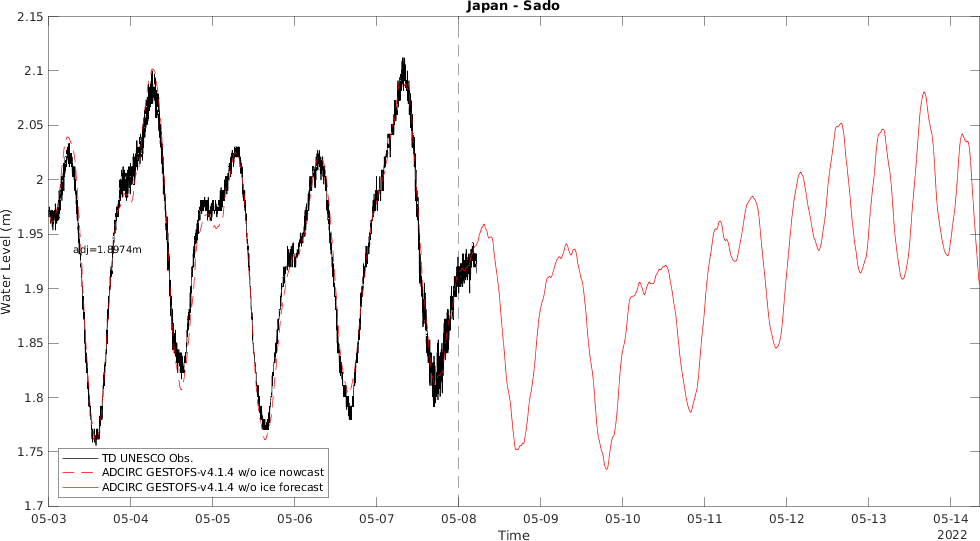 Japan - Sado
2.15
2.1
2.05
2
1.95
1.9
1.85
1.8
1.75
1.7
Water Level (m)
adj=1.8974m
TD UNESCO Obs.
ADCIRC GESTOFS-v4.1.4 w/o ice nowcast
ADCIRC GESTOFS-v4.1.4 w/o ice forecast
05-03 05-04 05-05 05-06 05-07 05-08 05-09 05-10 05-11 05-12 05-13 05-14
Time
2022